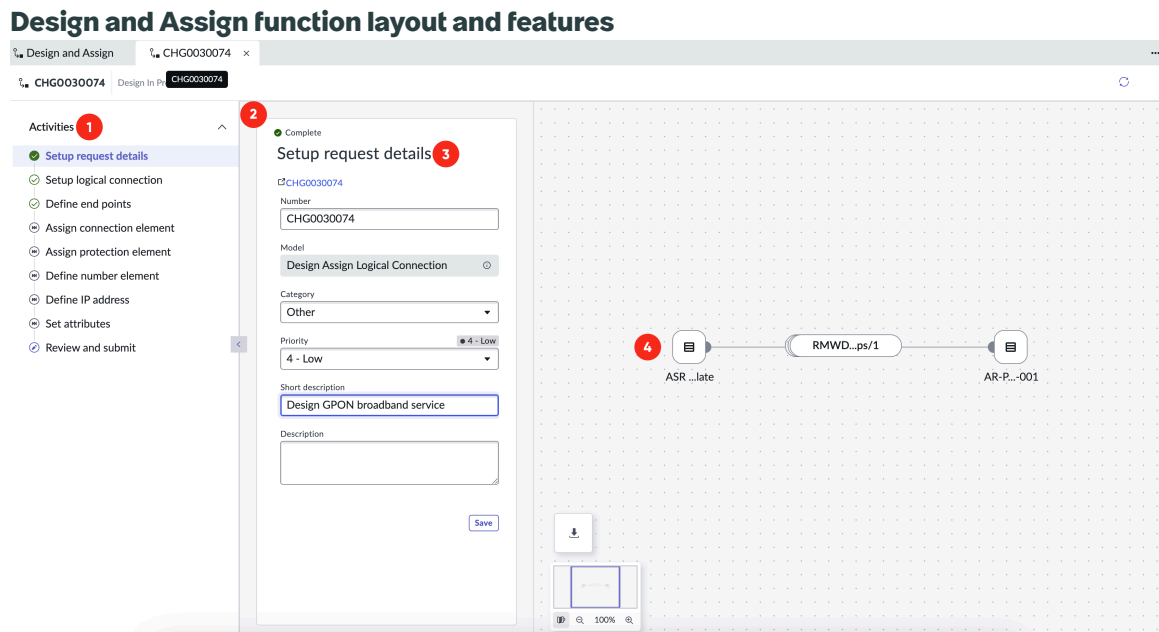 Design and Assign function layout and features
Design and Assign
CHG0030074
CHG0030074
Design In Pr
CHG0030074
Activities
1
Setup request details
Setup logical connection
Define end points
Assign connection element
Assign protection element
Define number element
Define IP address
Set attributes
Review and submit
2
Complete
Setup request details
3
CHG0030074
Number
CHG0030074
Model
Design Assign Logical Connection
Category
Other
Priority
4 - Low
4 - Low
Short description
Design GPON broadband service
Description
Save
4
RMWD...ps/1
ASR ...late
AR-P...-001
100%